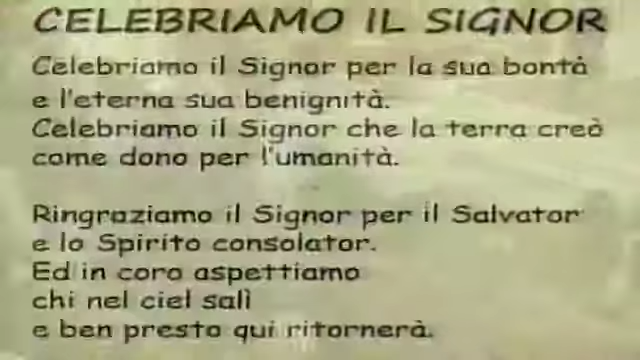 CELEBRIAMO IL SIGNOR
Celebriamo il Signor per la sua bontà
e l'eterna sua benignità.
Celebriamo il Signor che la terra creò
come dono per l'umanità.
Ringraziamo il Signor per il Salvator
e lo Spirito consolator.
Ed in coro aspettiamo
chi nel ciel salì
e ben presto qui ritornerà.